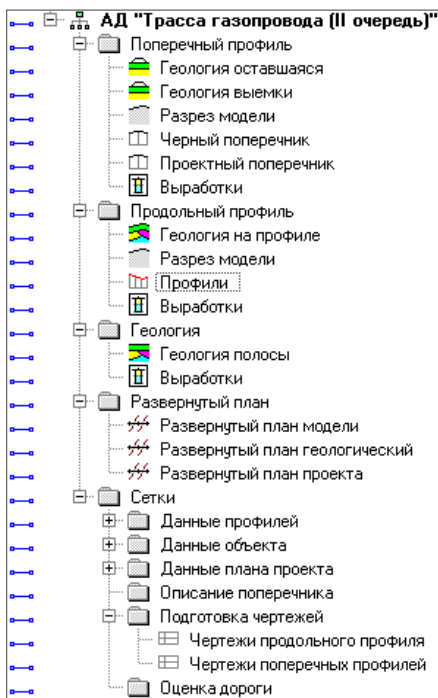 АД "Трасса газопровода (II очередь)"
Поперечный профиль
Геология оставшаяся
Геология выемки
Разрез модели
Черный поперечник
Проектный поперечник
Выработки
Продольный профиль
Геология на профиле
Разрез модели
Профили
Выработки
Геология
Геология полосы
Выработки
Развернутый план
Развернутый план модели
Развернутый план геологический
Развернутый план проекта
Сетки
Данные профилей
Данные объекта
Данные плана проекта
Описание поперечника
Подготовка чертежей
Чертежи продольного профиля
Чертежи поперечных профилей
Оценка дороги